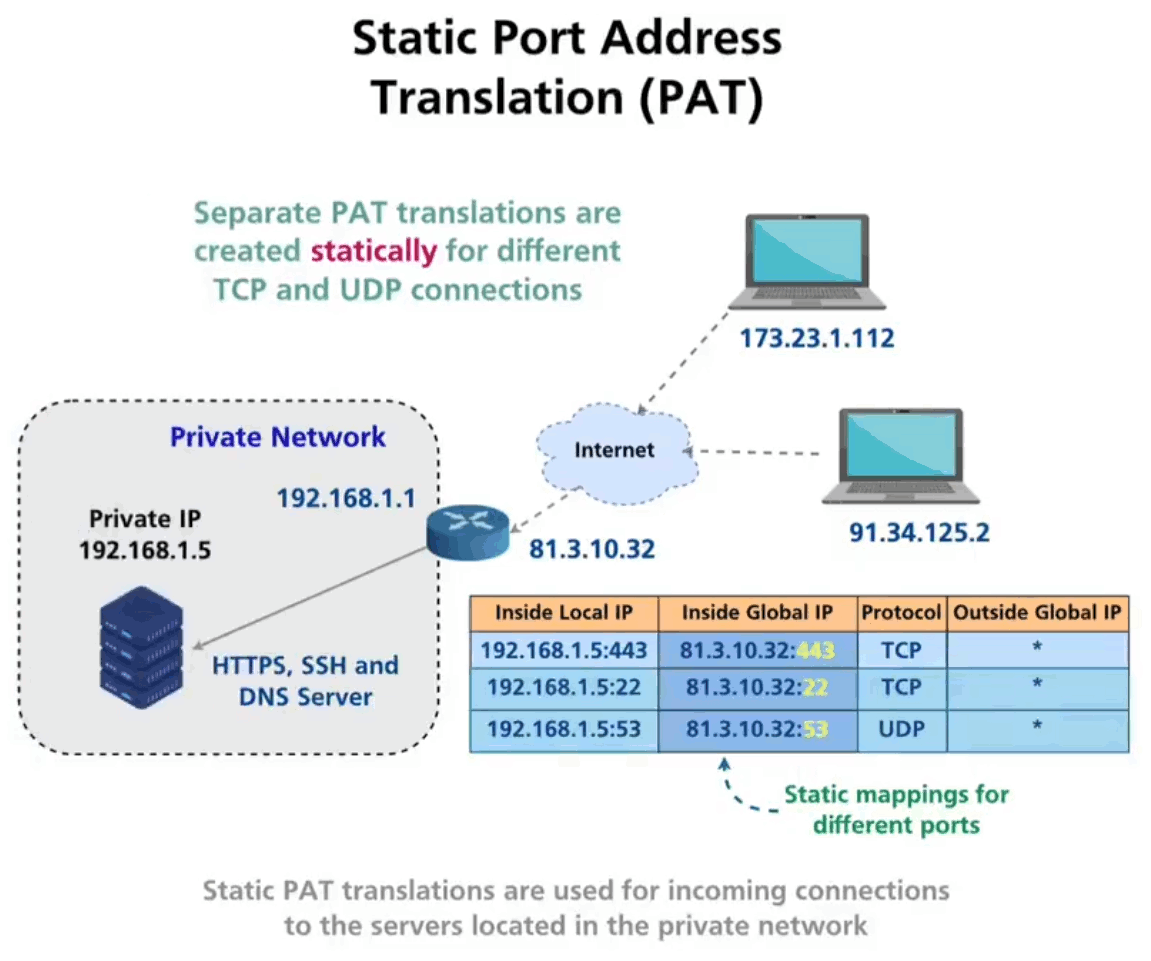 Static Port Address
Translation (PAT)
Separate PAT translations are
created statically for different
TCP and UDP connections
173.23.1.112
Private Network
Internet
192.168.1.1
Private IP
192.168.1.5
91.34.125.2
81.3.10.32
HTTPS, SSH and
DNS Server
Inside Local IP Inside Global IP Protocol Outside Global IP
192.168.1.5:443 81.3.10.32:443 TCP *
192.168.1.5:22 81.3.10.32:22 TCP *
192.168.1.5:53 81.3.10.32:53 UDP *
Static mappings for
different ports
Static PAT translations are used for incoming connections
to the servers located in the private network